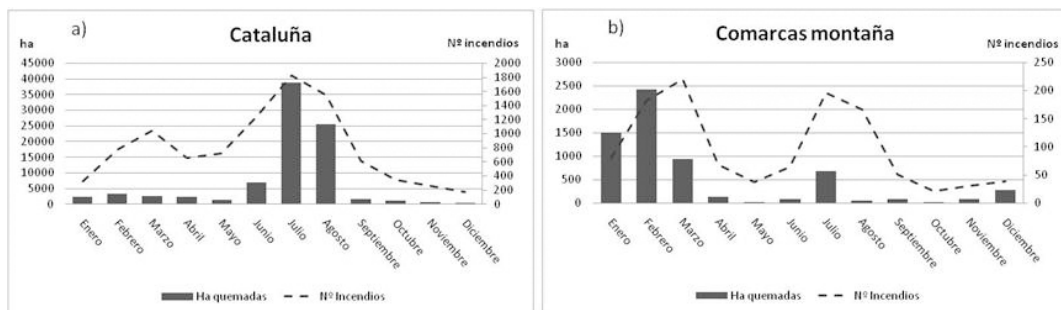 a)
Cataluña
ha
Nº incendios
45000
40000
35000
30000
25000
20000
15000
10000
5000
0
2000
1800
1600
1400
1200
1000
800
600
400
200
0
Enero
Febrero
Marzo
Abril
Mayo
Junio
Julio
Agosto
Septiembre
Octubre
Noviembre
Diciembre
Ha quemadas
Nº Incendios
b)
Comarcas montaña
ha
Nº incendios
3000
2500
2000
1500
1000
500
0
250
200
150
100
50
0
Enero
Febrero
Marzo
Abril
Mayo
Junio
Julio
Agosto
Septiembre
Octubre
Noviembre
Diciembre
Ha quemadas
Nº Incendios